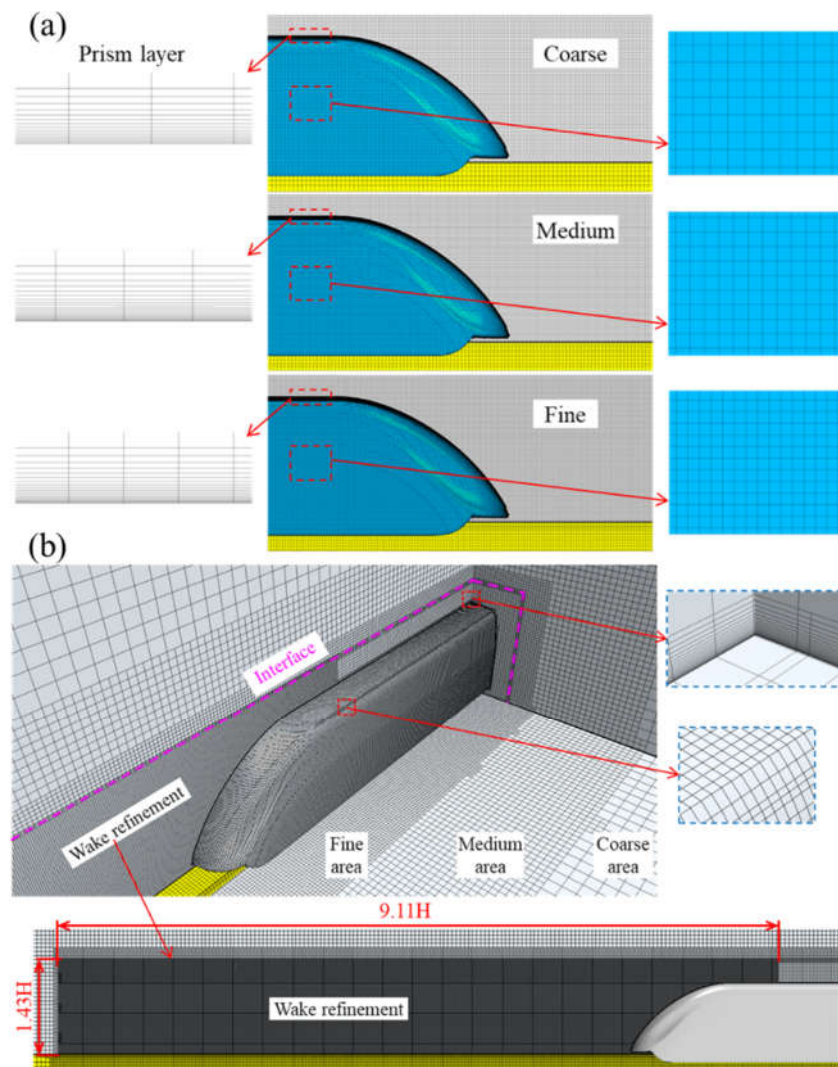 (a)
Prism layer
Coarse
Medium
Fine
(b)
Interface
Wake refinement
Fine
area
Medium
area
Coarse
area
9.11H
1.43H
Wake refinement